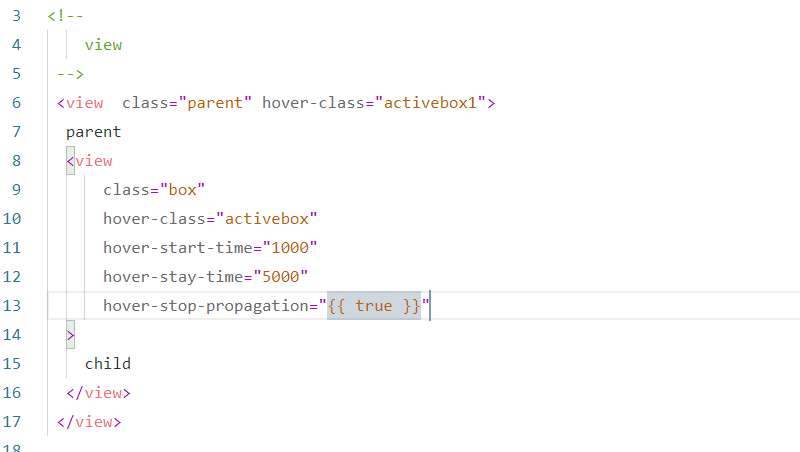 3 <!--
4 view
5 -->
6 <view  class="parent" hover-class="activebox1">
7 parent
8 <view
9 class="box"
10 hover-class="activebox"
11 hover-start-time="1000"
12 hover-stay-time="5000"
13 hover-stop-propagation="{{ true }}"
14 >
15 child
16 </view>
17 </view>
18